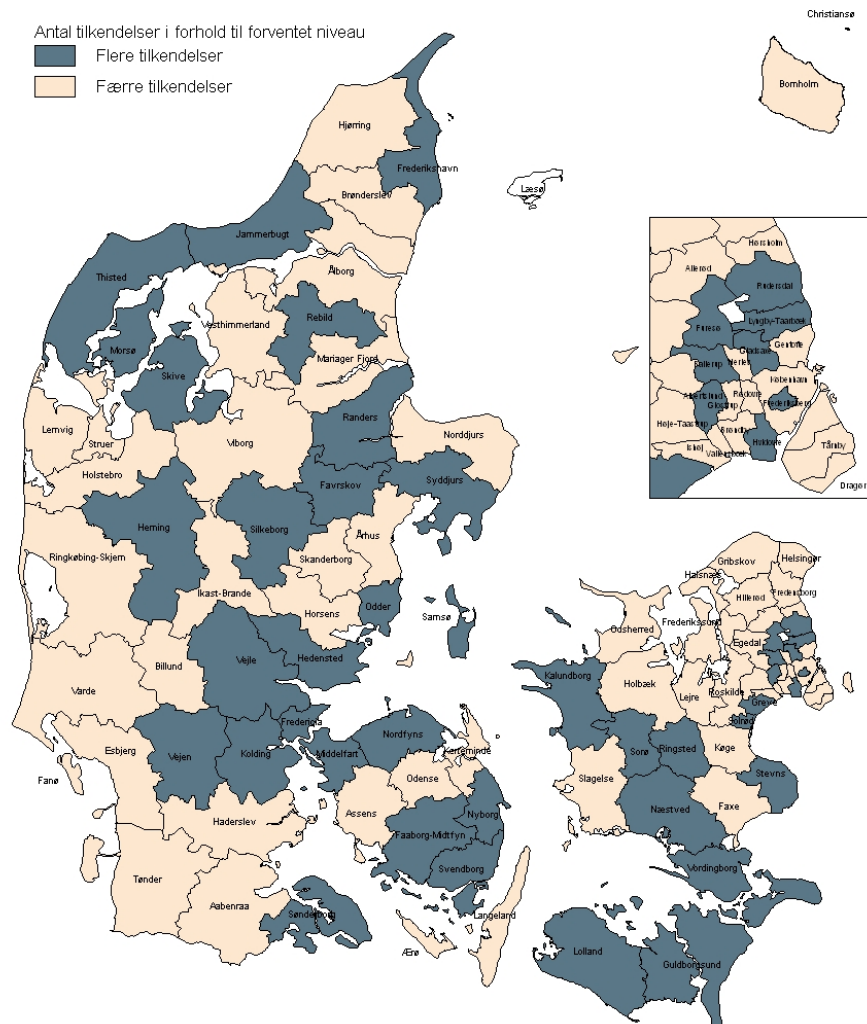 Christiansø
Antal tilkendelser i forhold til forventet niveau
Flere tilkendelser
Færre tilkendelser
Bornholm
Hjørring
Frederikshavn
Læsø
Brønderslev
Jammerbugt
Hørsholm
Allerød
Ålborg
Thisted
Rudersdal
Rebild
Lyngby-Taarbæk
Vesthimmerland
Furesø
Gentofte
Morsø
Gladsaxe
Mariager Fjord
Ballerup
Herlev
Skive
København
Albertslund
Rødovre
Frederiksberg
Glostrup
Randers
Høje-Taastrup
Brøndby
Lemvig
Norddjurs
Struer
Viborg
Hvidovre
Tårnby
Ishøj
Vallensbæk
Holstebro
Syddjurs
Favrskov
Dragør
Herning
Silkeborg
Århus
Ringkøbing-Skjern
Skanderborg
Gribskov
Helsingør
Halsnæs
Ikast-Brande
Hillerød
Fredensborg
Odder
Horsens
Samsø
Frederikssund
Odsherred
Egedal
Vejle
Hedensted
Billund
Kalundborg
Holbæk
Varde
Lejre
Roskilde
Greve
Solrød
Fredericia
Nordfyns
Esbjerg
Vejen
Kolding
Middelfart
Kerteminde
Sorø
Ringsted
Køge
Stevns
Fanø
Odense
Slagelse
Næstved
Faxe
Assens
Nyborg
Haderslev
Faaborg-Midtfyn
Svendborg
Vordingborg
Tønder
Aabenraa
Sønderborg
Langeland
Ærø
Lolland
Guldborgsund